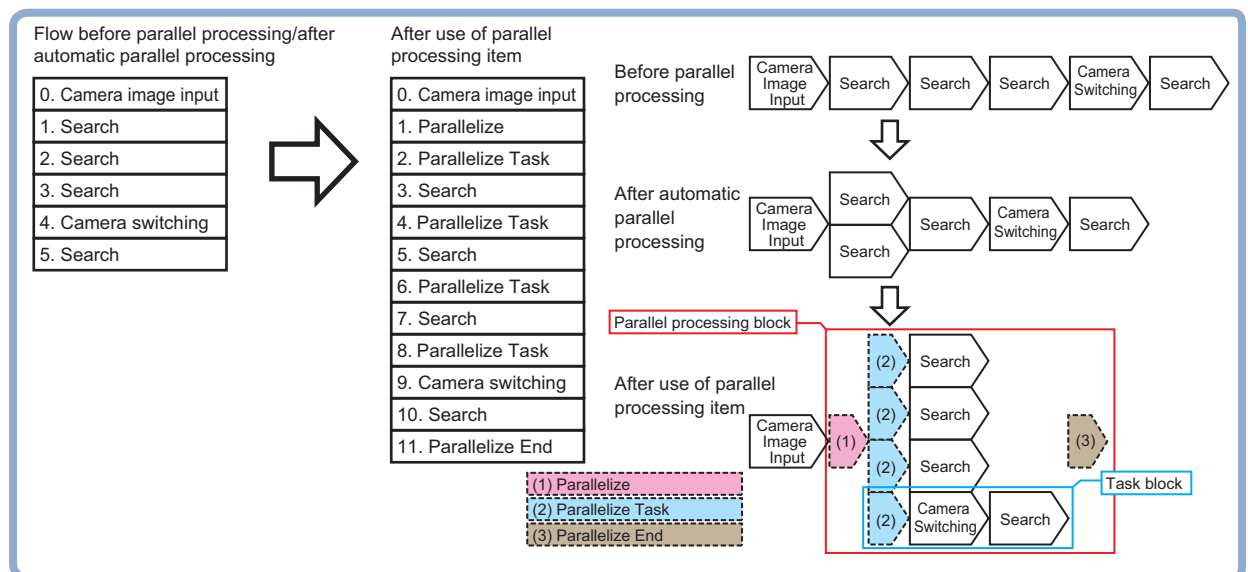 Flow before parallel processing/after
automatic parallel processing
0. Camera image input
1. Search
2. Search
3. Search
4. Camera switching
5. Search
After use of parallel
processing item
0. Camera image input
1. Parallelize
2. Parallelize Task
3. Search
4. Parallelize Task
5. Search
6. Parallelize Task
7. Search
8. Parallelize Task
9. Camera switching
10. Search
11. Parallelize End
Before parallel
processing
Camera
Image
Input
Search
Search
Search
Camera
Switching
Search
After automatic
parallel
processing
Camera
Image
Input
Search
Search
Search
Camera
Switching
Search
Parallel processing block
After use of parallel
processing item
Camera
Image
Input
(1)
(2)
Search
(2)
Search
(2)
Search
(2)
Camera
Switching
Search
(3)
Task block
(1) Parallelize
(2) Parallelize Task
(3) Parallelize End